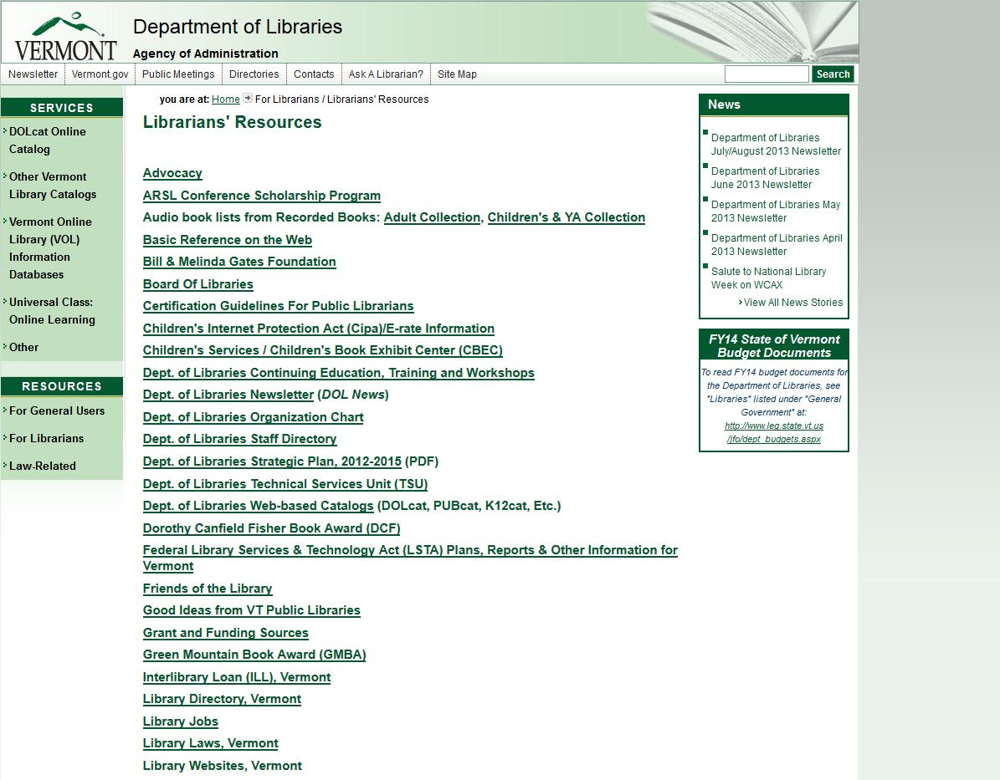 VERMONT
Department of Libraries
Agency of Administration
Newsletter
Vermont.gov
Public Meetings
Directories
Contacts
Ask A Librarian?
Site Map
Search
SERVICES
DOLcat Online
Catalog
Other Vermont
Library Catalogs
Vermont Online
Library (VOL)
Information
Databases
Universal Class:
Online Learning
Other
RESOURCES
For General Users
For Librarians
Law-Related
you are at: Home For Librarians / Librarians' Resources
Librarians' Resources
Advocacy
ARSL Conference Scholarship Program
Audio book lists from Recorded Books: Adult Collection, Children's & YA Collection
Basic Reference on the Web
Bill & Melinda Gates Foundation
Board Of Libraries
Certification Guidelines For Public Librarians
Children's Internet Protection Act (Cipa)/E-rate Information
Children's Services / Children's Book Exhibit Center (CBEC)
Dept. of Libraries Continuing Education, Training and Workshops
Dept. of Libraries Newsletter (DOL News)
Dept. of Libraries Organization Chart
Dept. of Libraries Staff Directory
Dept. of Libraries Strategic Plan, 2012-2015 (PDF)
Dept. of Libraries Technical Services Unit (TSU)
Dept. of Libraries Web-based Catalogs (DOLcat, PUBcat, K12cat, Etc.)
Dorothy Canfield Fisher Book Award (DCF)
Federal Library Services & Technology Act (LSTA) Plans, Reports & Other Information for
Vermont
Friends of the Library
Good Ideas from VT Public Libraries
Grant and Funding Sources
Green Mountain Book Award (GMBA)
Interlibrary Loan (ILL), Vermont
Library Directory, Vermont
Library Jobs
Library Laws, Vermont
Library Websites, Vermont
News
Department of Libraries
July/August 2013 Newsletter
Department of Libraries
June 2013 Newsletter
Department of Libraries May
2013 Newsletter
Department of Libraries April
2013 Newsletter
Salute to National Library
Week on WCAX
View All News Stories
FY14 State of Vermont
Budget Documents
To read FY14 budget documents for
the Department of Libraries, see
"Libraries" listed under "General
Government" at:
http://www.leg.state.vt.us
/jfo/dept_budgets.aspx